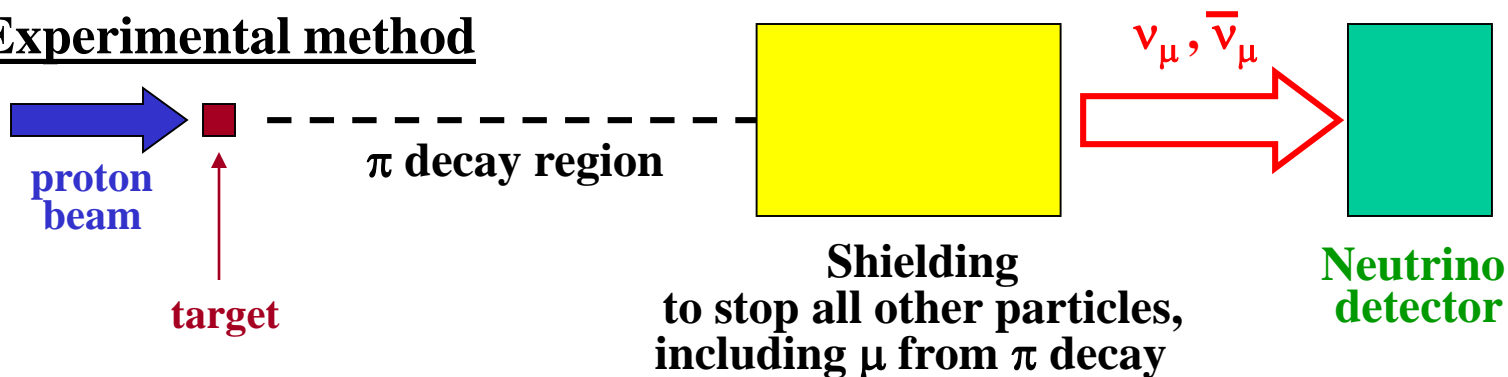 Experimental method
νμ, ν̅μ
π decay region
proton
beam
target
Shielding
to stop all other particles,
including μ from π decay
Neutrino
detector